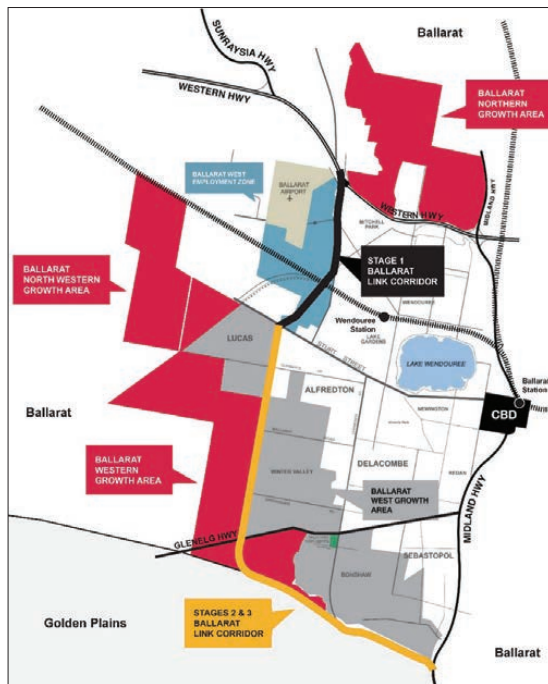 Ballarat
SUNRAYSIA HWY
WESTERN HWY
BALLARAT
NORTHERN
GROWTH AREA
BALLARAT WEST
EMPLOYMENT ZONE
BALLARAT
AIRPORT
MIDLAND HWY
WESTERN HWY
MITCHELL
PARK
BALLARAT
NORTH WESTERN
GROWTH AREA
STAGE 1
BALLARAT
LINK CORRIDOR
WENDOUREE
Wendouree
Station
LAKE
GARDENS
LUCAS
STURT STREET
LAKE WENDOUREE
Ballarat
Station
ALFREDTON
NEWINGTON
CBD
Ballarat
DELACOMBE
REDAN
BALLARAT
WESTERN
GROWTH AREA
WINTER VALLEY
BALLARAT
WEST GROWTH
AREA
MIDLAND HWY
GLENELG HWY
SEBASTOPOL
BONSHAW
STAGES 2 & 3
BALLARAT
LINK CORRIDOR
Golden Plains
Ballarat